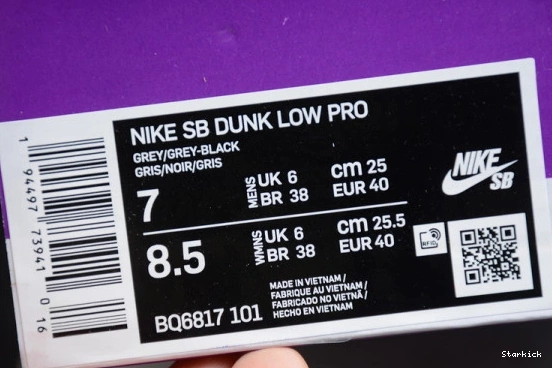 NIKE SB DUNK LOW PRO
GREY/GREY-BLACK
GRIS/NOIR/GRIS
7 MENS UK 6 cm 25
BR 38 EUR 40
8.5 WMNS UK 6 cm 25.5
BR 38 EUR 40
NIKE
SB
RFID
MADE IN VIETNAM /
FABRIQUE AU VIETNAM /
FABRICADO NO VIETNÃ /
HECHO EN VIETNAM
BQ6817 101
1 94497 73941 0 16
Starkick